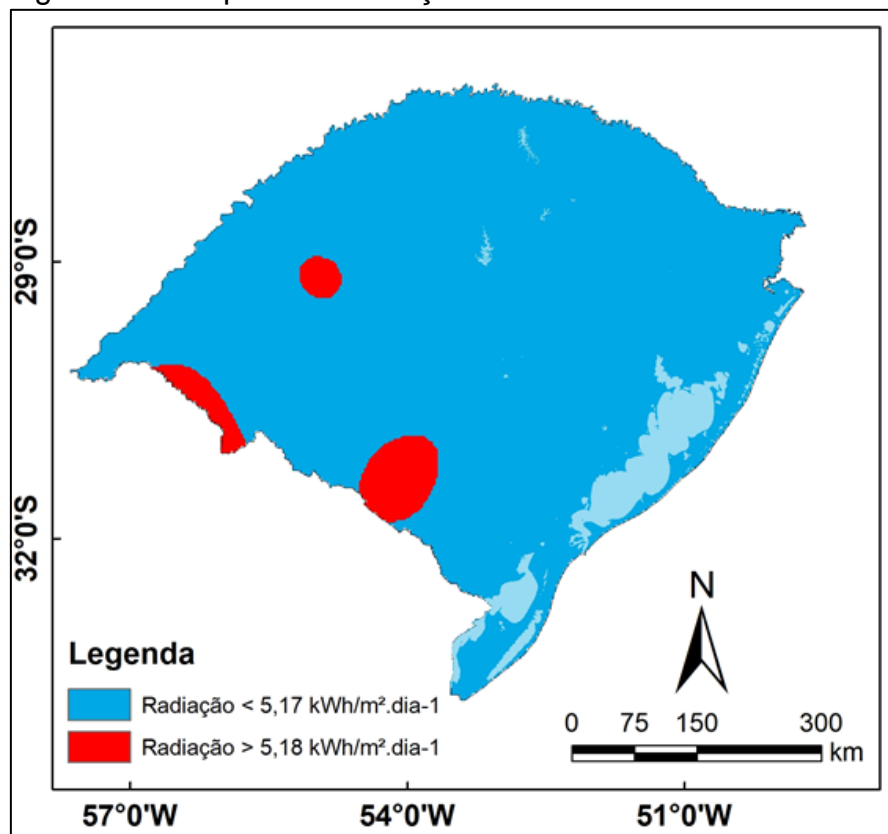 29°0'S
32°0'S
N
Legenda
Radiação < 5,17 kWh/m².dia-1
Radiação > 5,18 kWh/m².dia-1
0 75 150 300
km
57°0'W 54°0'W 51°0'W